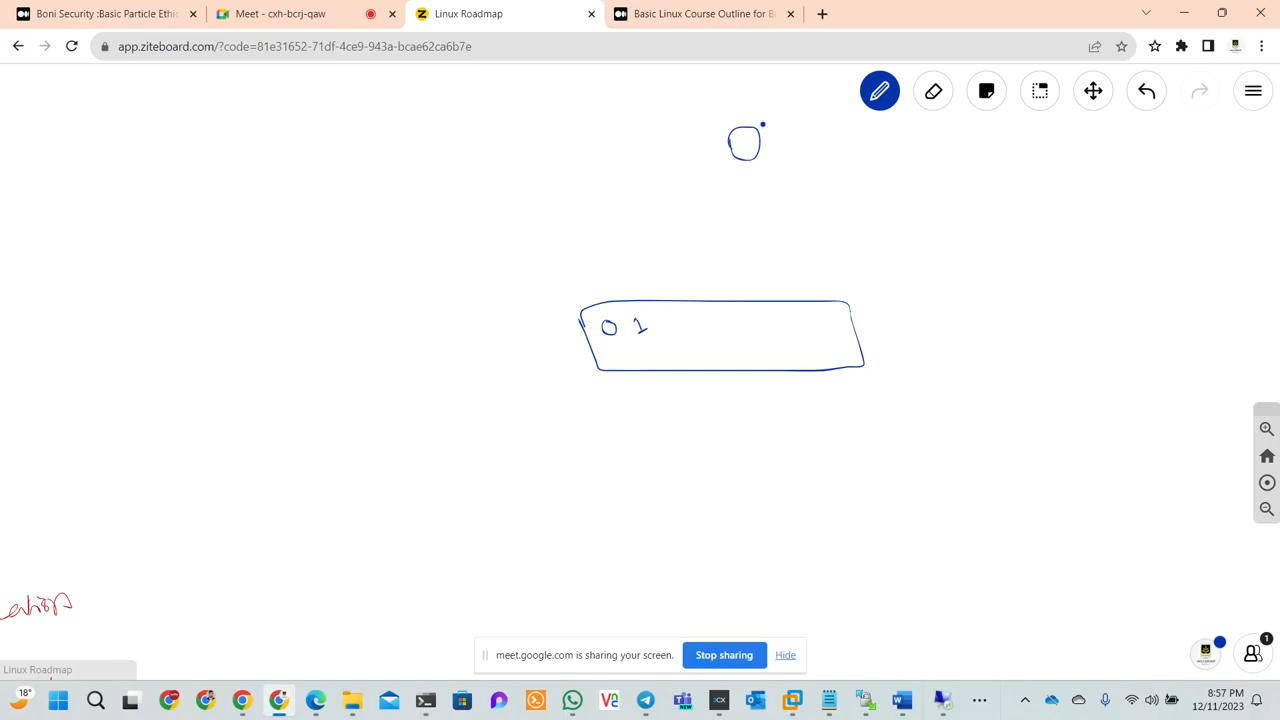 Boni Security :Basic Particle Ethic
Meet - cxh-bcrj-qaw
Linux Roadmap
Basic Linux Course Outline for B
app.ziteboard.com/?code=81e31652-71df-4ce9-943a-bcae62ca6b7e
0 1
meet.google.com is sharing your screen.
Stop sharing
Hide
1
Linux Roadmap
18°
8:57 PM
12/11/2023